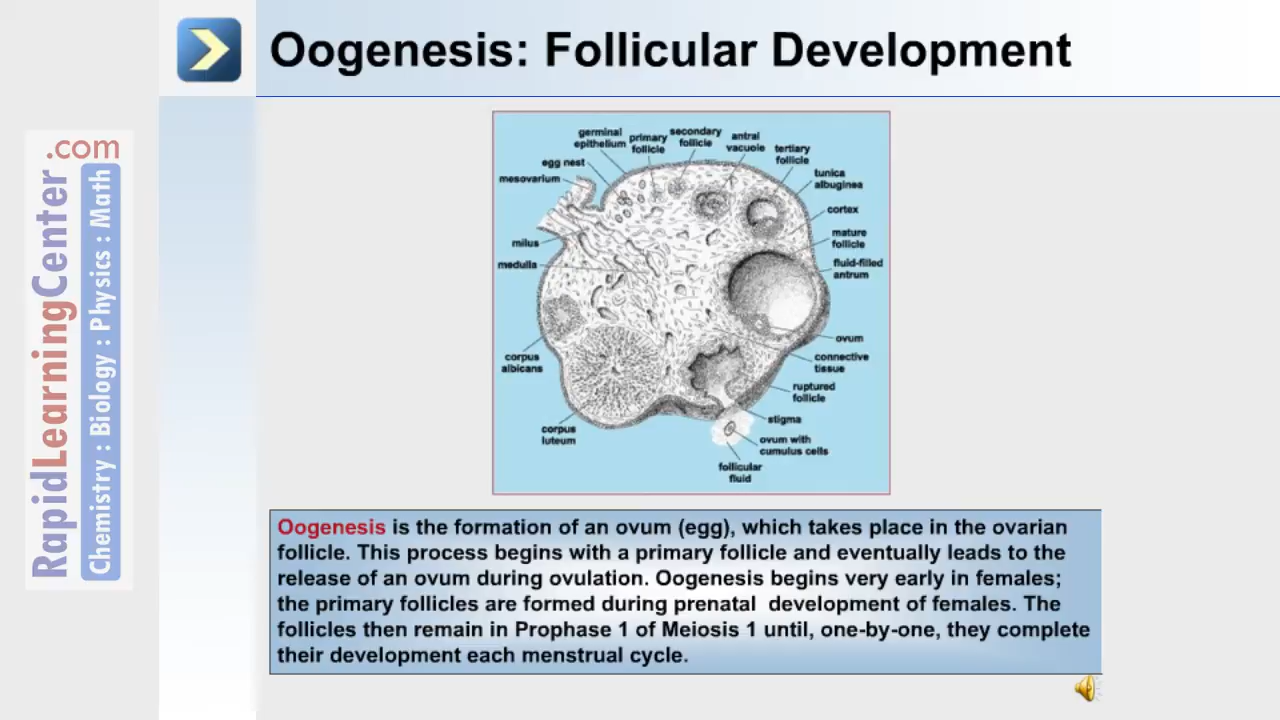 Oogenesis: Follicular Development
.com
RapidLearningCenter
Chemistry : Biology : Physics : Math
germinal
epithelium
primary
follicle
secondary
follicle
antral
vacuole
tertiary
follicle
egg nest
mesovarium
tunica
albuginea
cortex
mature
follicle
milus
medulla
fluid-filled
antrum
ovum
corpus
albicans
connective
tissue
ruptured
follicle
stigma
corpus
luteum
ovum with
cumulus cells
follicular
fluid
Oogenesis is the formation of an ovum (egg), which takes place in the ovarian
follicle. This process begins with a primary follicle and eventually leads to the
release of an ovum during ovulation. Oogenesis begins very early in females;
the primary follicles are formed during prenatal development of females. The
follicles then remain in Prophase 1 of Meiosis 1 until, one-by-one, they complete
their development each menstrual cycle.